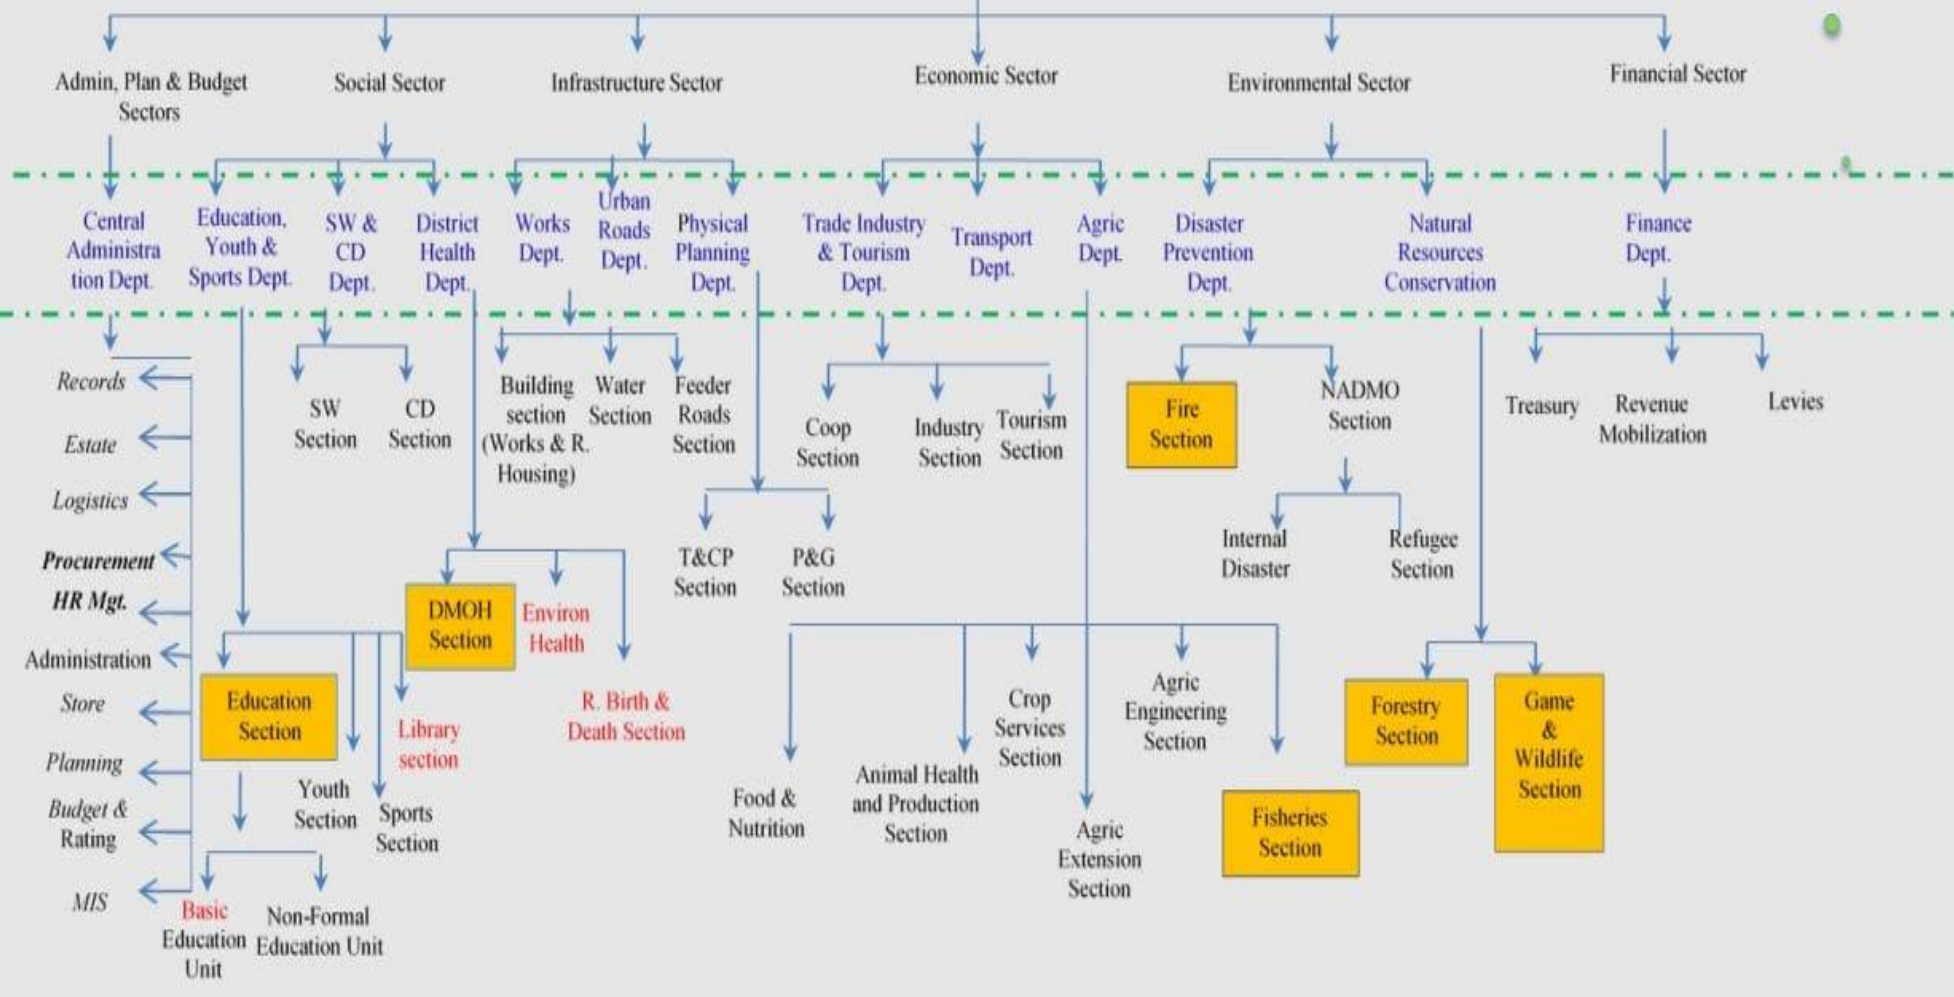 Admin, Plan & Budget
Sectors
Social Sector
Infrastructure Sector
Economic Sector
Environmental Sector
Financial Sector
Central
Administra
tion Dept.
Education,
Youth &
Sports Dept.
SW &
CD
Dept.
District
Health
Dept.
Works
Dept.
Urban
Roads
Dept.
Physical
Planning
Dept.
Trade Industry
& Tourism
Dept.
Transport
Dept.
Agric
Dept.
Disaster
Prevention
Dept.
Natural
Resources
Conservation
Finance
Dept.
Records
Estate
Logistics
Procurement
HR Mgt.
Administration
Store
Planning
Budget &
Rating
MIS
SW
Section
CD
Section
Building
section
(Works & R.
Housing)
Water
Section
Feeder
Roads
Section
Coop
Section
Industry
Section
Tourism
Section
Fire
Section
NADMO
Section
Treasury
Revenue
Mobilization
Levies
Internal
Disaster
Refugee
Section
T&CP
Section
P&G
Section
DMOH
Section
Environ
Health
R. Birth &
Death Section
Education
Section
Youth
Section
Sports
Section
Library
section
Basic
Education
Unit
Non-Formal
Education Unit
Food &
Nutrition
Animal Health
and Production
Section
Crop
Services
Section
Agric
Extension
Section
Agric
Engineering
Section
Fisheries
Section
Forestry
Section
Game
&
Wildlife
Section